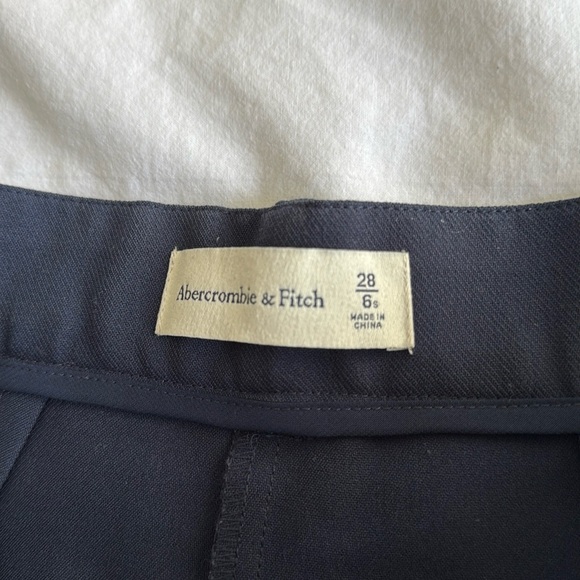 Abercrombie & Fitch
28
6s
MADE IN
CHINA